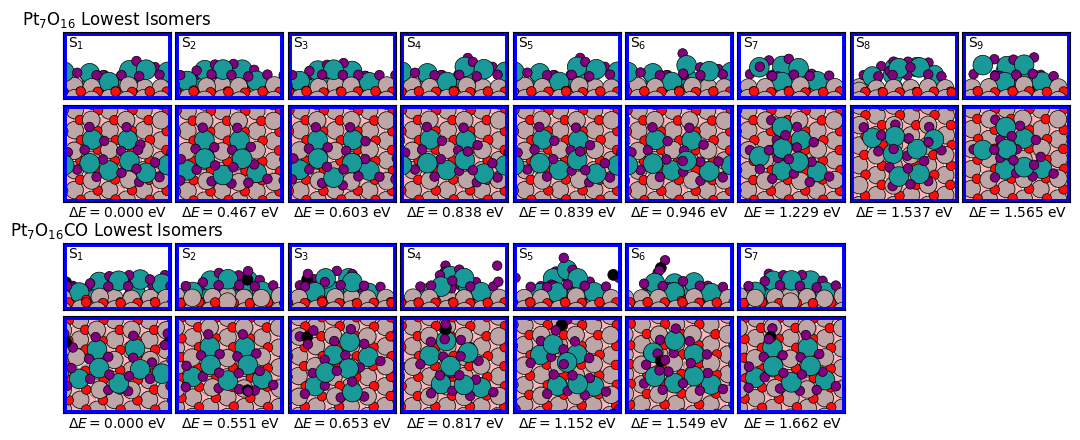 Pt₇O₁₆ Lowest Isomers
S₁ S₂ S₃ S₄ S₅ S₆ S₇ S₈ S₉
ΔE = 0.000 eV ΔE = 0.467 eV ΔE = 0.603 eV ΔE = 0.838 eV ΔE = 0.839 eV ΔE = 0.946 eV ΔE = 1.229 eV ΔE = 1.537 eV ΔE = 1.565 eV
Pt₇O₁₆CO Lowest Isomers
S₁ S₂ S₃ S₄ S₅ S₆ S₇
ΔE = 0.000 eV ΔE = 0.551 eV ΔE = 0.653 eV ΔE = 0.817 eV ΔE = 1.152 eV ΔE = 1.549 eV ΔE = 1.662 eV